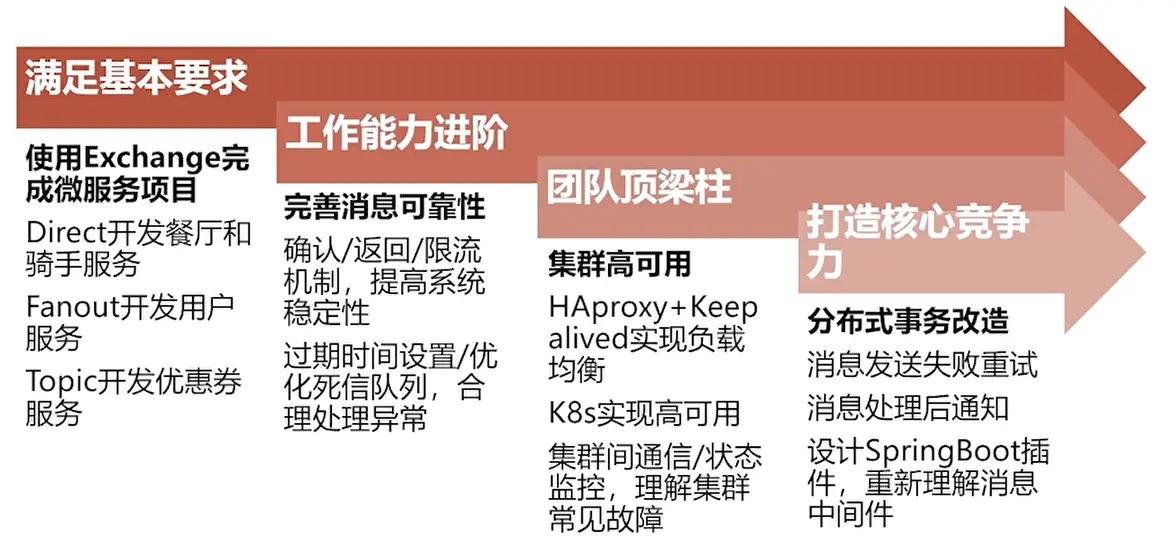 满足基本要求
使用Exchange完
成微服务项目
Direct开发餐厅和
骑手服务
Fanout开发用户
服务
Topic开发优惠券
服务
工作能力进阶
完善消息可靠性
确认/返回/限流
机制，提高系统
稳定性
过期时间设置/优
化死信队列，合
理处理异常
团队顶梁柱
集群高可用
HAproxy+Keep
alived实现负载
均衡
K8s实现高可用
集群间通信/状态
监控，理解集群
常见故障
打造核心竞争
力
分布式事务改造
消息发送失败重试
消息处理后通知
设计SpringBoot插
件，重新理解消息
中间件